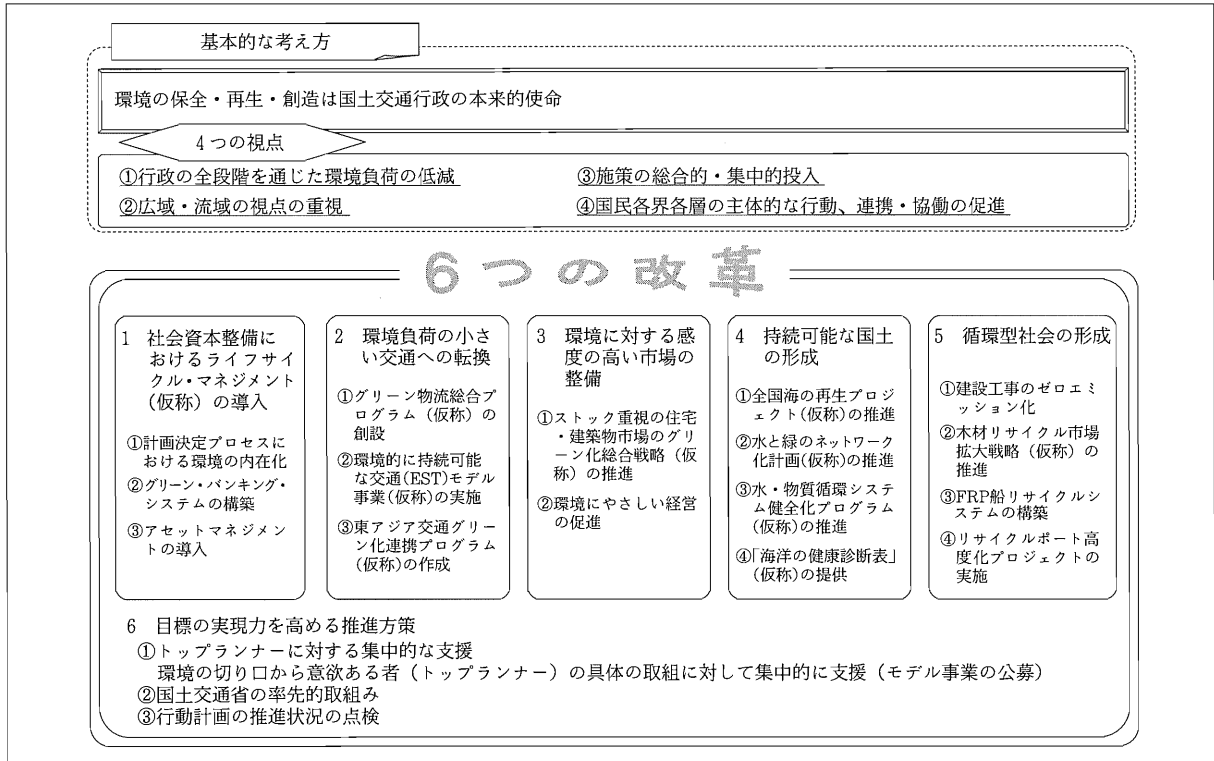 基本的な考え方
環境の保全・再生・創造は国土交通行政の本来的使命
4つの視点
①行政の全段階を通じた環境負荷の低減
②広域・流域の視点の重視
③施策の総合的・集中的投入
④国民各界各層の主体的な行動、連携・協働の促進
6つの改革
1 社会資本整備に
おけるライフサイ
クル・マネジメント
(仮称)の導入
①計画決定プロセスに
おける環境の内在化
②グリーン・バンキング・
システムの構築
③アセットマネジメン
トの導入
2 環境負荷の小さ
い交通への転換
①グリーン物流総合プ
ログラム(仮称)の
創設
②環境的に持続可能
な交通(EST)モデル
事業(仮称)の実施
③東アジア交通グリー
ン化連携プログラム
(仮称)の作成
3 環境に対する感
度の高い市場の
整備
①ストック重視の住宅
・建築物市場のグリ
ーン化総合戦略(仮
称)の推進
②環境にやさしい経営
の促進
4 持続可能な国土
の形成
①全国海の再生プロジ
ェクト(仮称)の推進
②水と緑のネットワーク
化計画(仮称)の推進
③水・物質循環システ
ム健全化プログラム
(仮称)の推進
④「海洋の健康診断表」
(仮称)の提供
5 循環型社会の形成
①建設工事のゼロエミ
ッション化
②木材リサイクル市場
拡大戦略(仮称)の
推進
③FRP船リサイクルシ
ステムの構築
④リサイクルポート高
度化プロジェクトの
実施
6 目標の実現力を高める推進方策
①トップランナーに対する集中的な支援
環境の切り口から意欲ある者(トップランナー)の具体の取組に対して集中的に支援(モデル事業の公募)
②国土交通省の率先的取組み
③行動計画の推進状況の点検